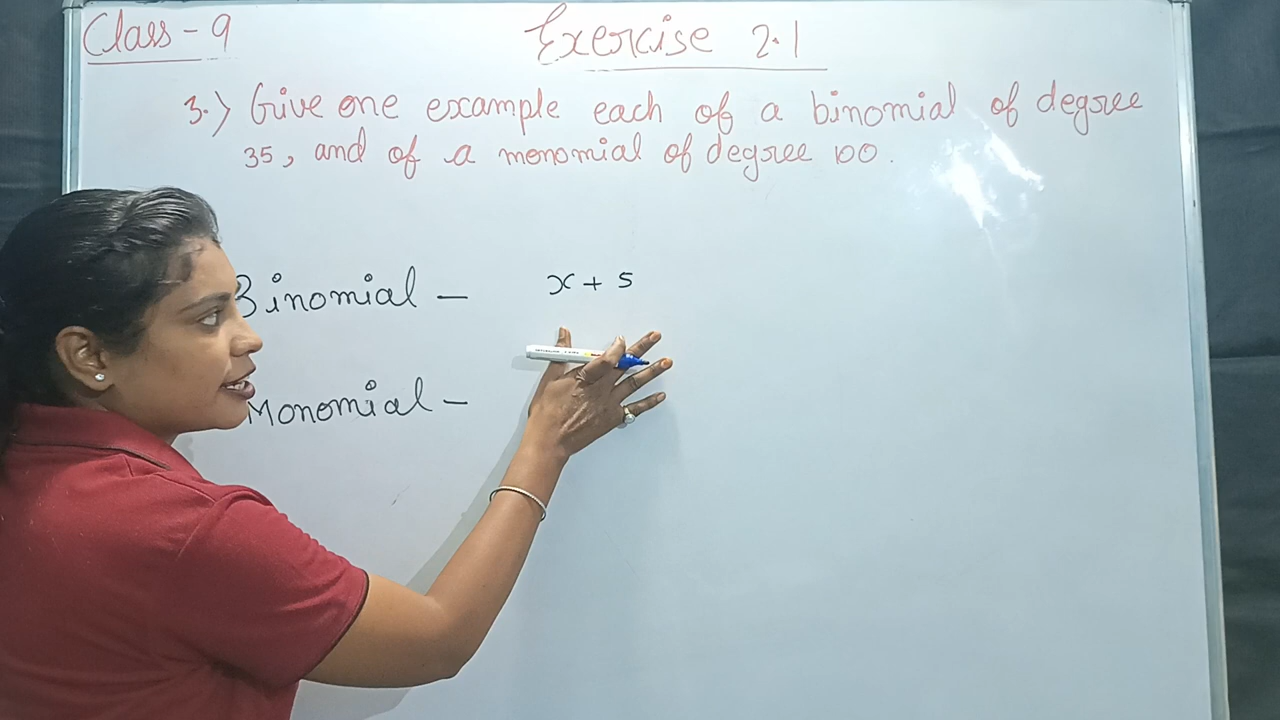 Class - 9
Exercise 2.1
3.) Give one example each of a binomial of degree
35, and of a monomial of degree 100.
Binomial - x + 5
Monomial -